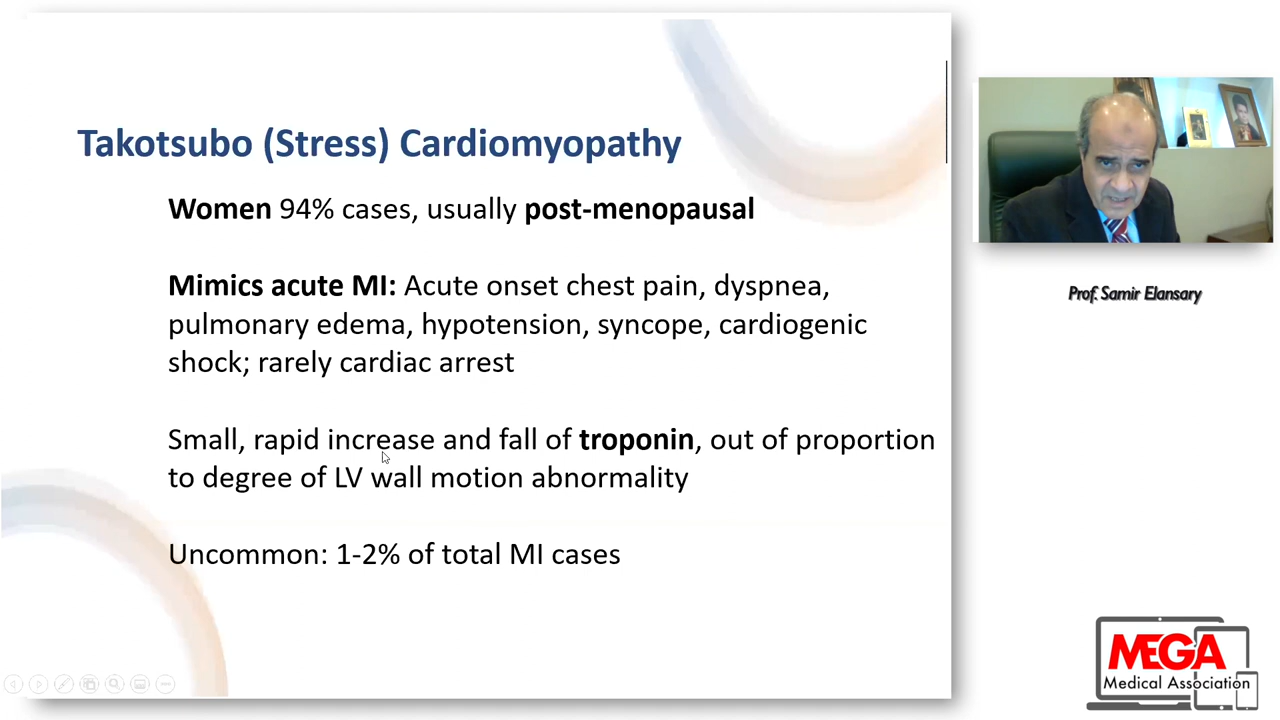 Takotsubo (Stress) Cardiomyopathy
Women 94% cases, usually post-menopausal
Mimics acute MI: Acute onset chest pain, dyspnea,
pulmonary edema, hypotension, syncope, cardiogenic
shock; rarely cardiac arrest
Small, rapid increase and fall of troponin, out of proportion
to degree of LV wall motion abnormality
Uncommon: 1-2% of total MI cases
Prof. Samir Elansary
MEGA
Medical Association